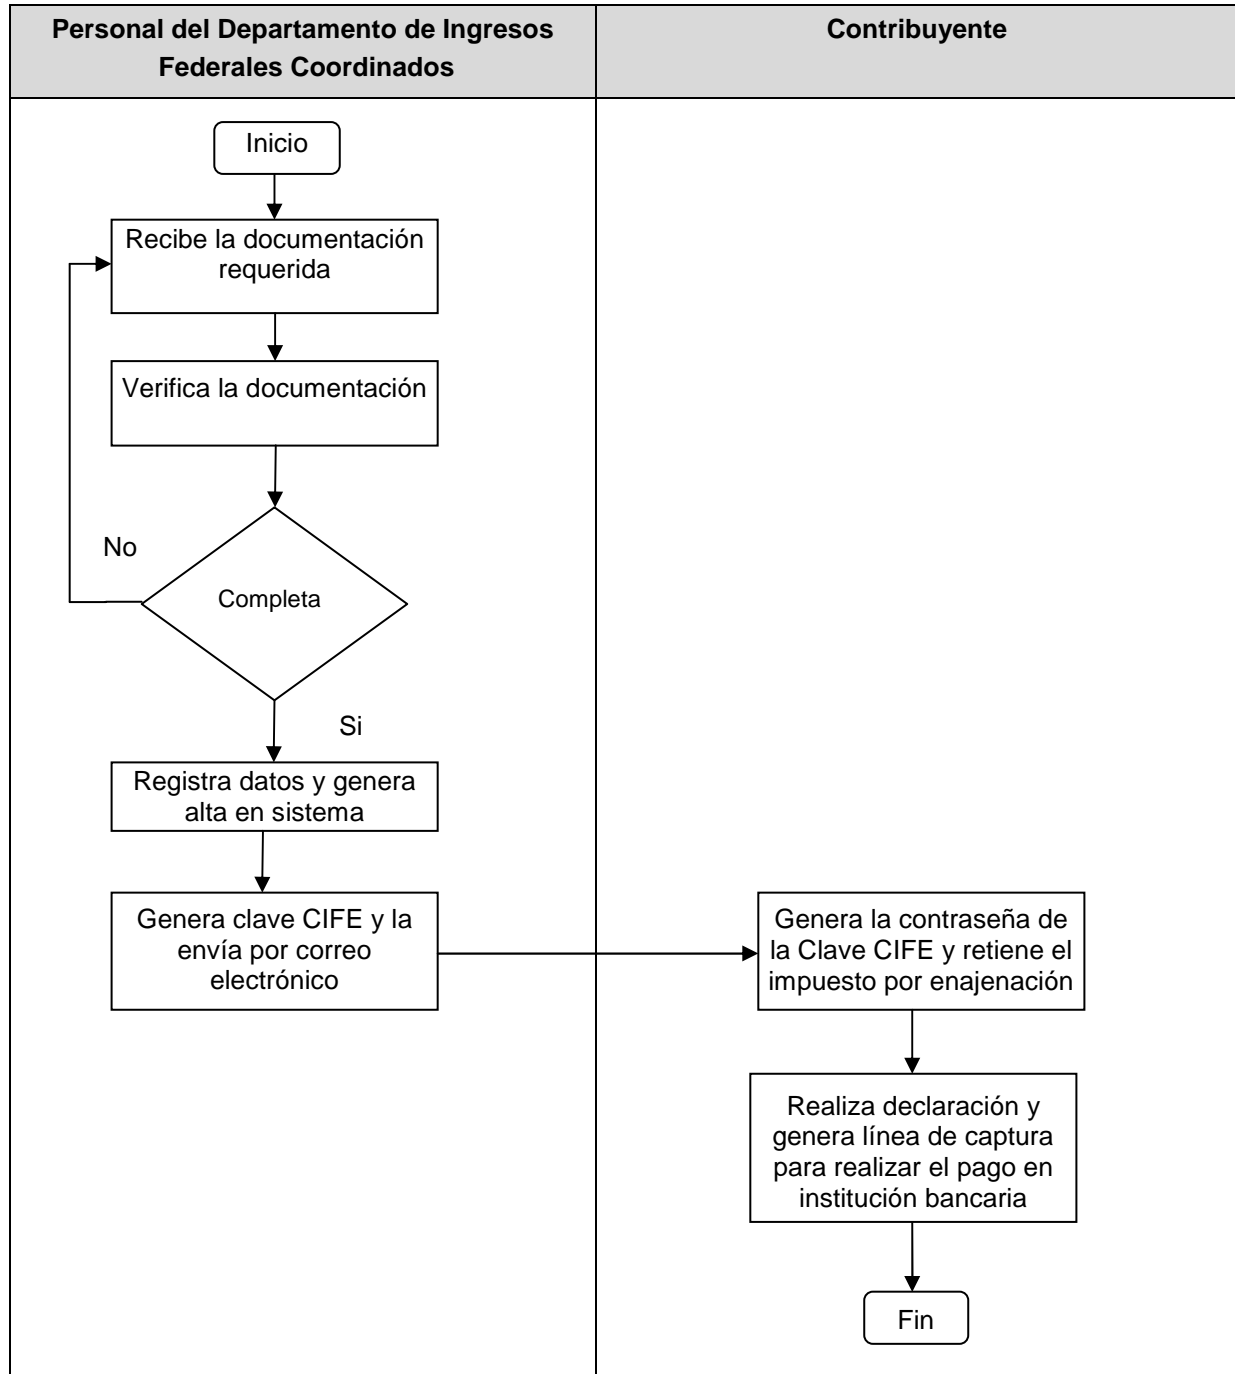 Personal del Departamento de Ingresos
Federales Coordinados
Contribuyente
Inicio
Recibe la documentación
requerida
Verifica la documentación
No
Completa
Si
Registra datos y genera
alta en sistema
Genera clave CIFE y la
envía por correo
electrónico
Genera la contraseña de
la Clave CIFE y retiene el
impuesto por enajenación
Realiza declaración y
genera línea de captura
para realizar el pago en
institución bancaria
Fin